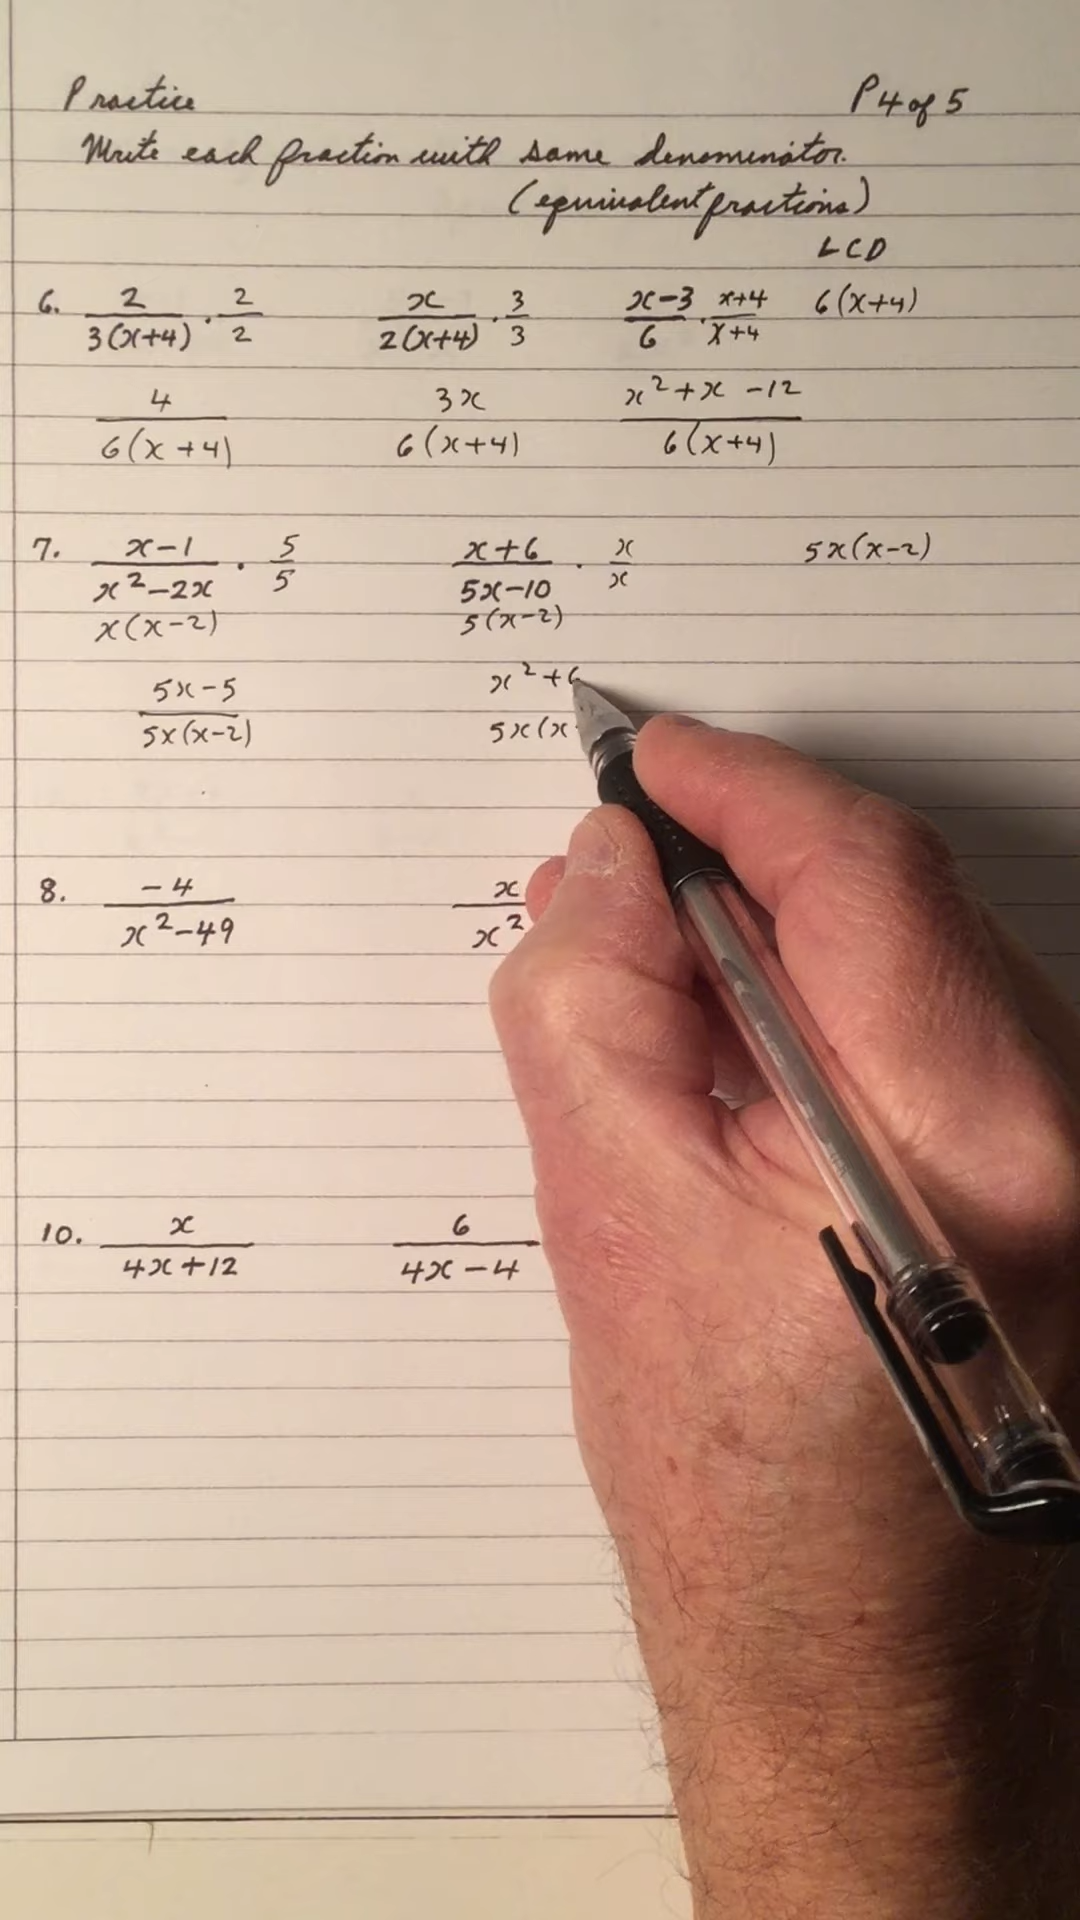 Practice P 4 of 5
Write each fraction with same denominator.
(equivalent fractions)
LCD
6. 2/3(x+4) · 2/2 x/2(x+4) · 3/3 x-3/6 · x+4/x+4 6(x+4)
4/6(x+4) 3x/6(x+4) x²+x-12/6(x+4)
7. x-1/x²-2x · 5/5 x+6/5x-10 · x/x 5x(x-2)
x(x-2) 5(x-2)
5x-5/5x(x-2) x²+6/5x(x
8. -4/x²-49 x/x²
10. x/4x+12 6/4x-4